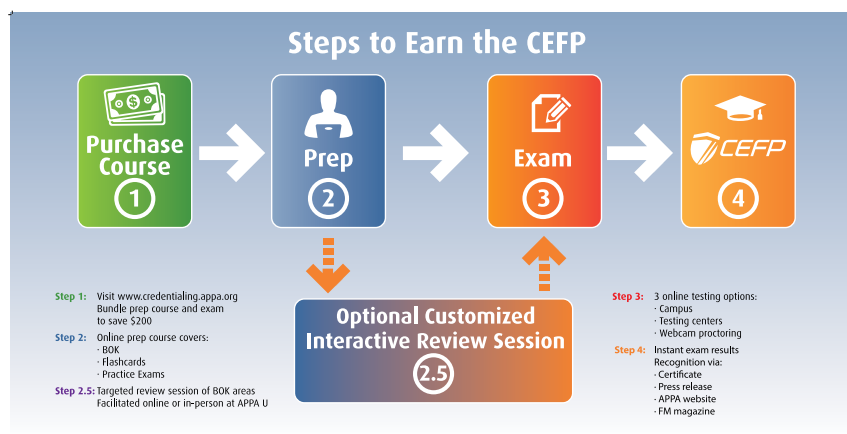 Steps to Earn the CEFP
$
Purchase
Course
1
Prep
2
Exam
3
CEFP
4
Optional Customized
Interactive Review Session
2.5
Step 1: Visit www.credentialing.appa.org
Bundle prep course and exam
to save $200
Step 2: Online prep course covers:
· BOK
· Flashcards
· Practice Exams
Step 2.5: Targeted review session of BOK areas
Facilitated online or in-person at APPA U
Step 3: 3 online testing options:
· Campus
· Testing centers
· Webcam proctoring
Step 4: Instant exam results
Recognition via:
· Certificate
· Press release
· APPA website
· FM magazine